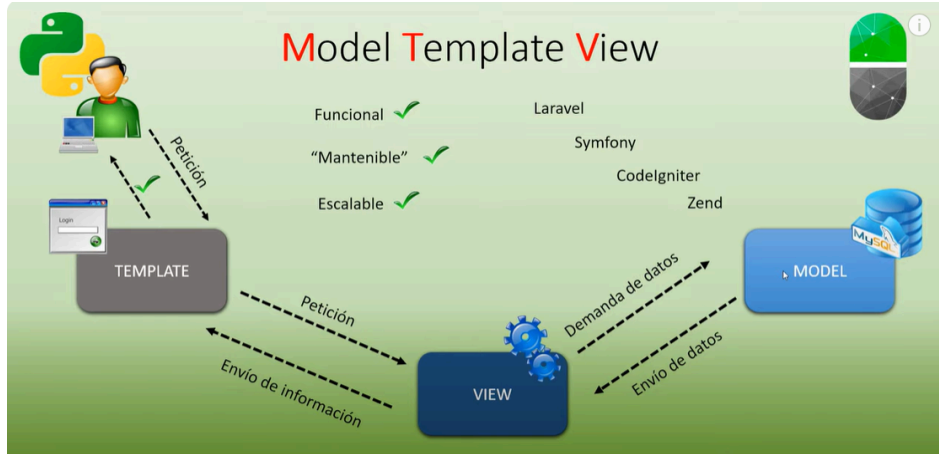 Model Template View
Funcional
Laravel
"Mantenible"
Symfony
CodeIgniter
Escalable
Zend
Petición
Login
TEMPLATE
MySQL
MODEL
Petición
Envío de información
Demanda de datos
Envío de datos
VIEW